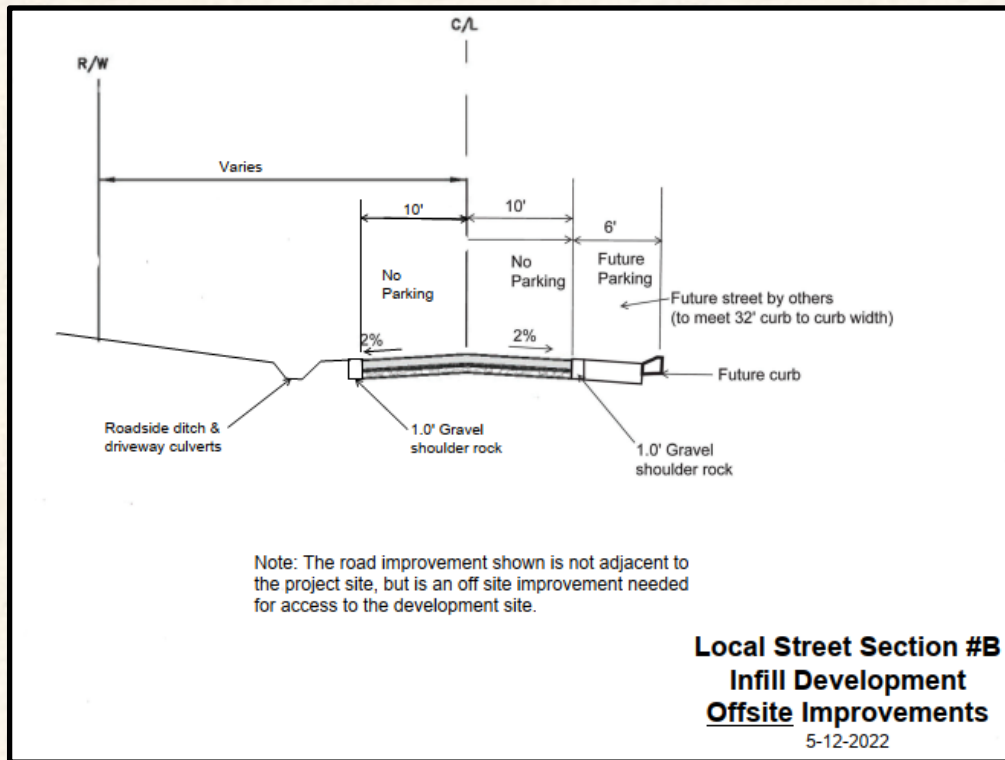 C/L
R/W
Varies
10'
10'
6'
No
Parking
No
Parking
Future
Parking
Future street by others
(to meet 32' curb to curb width)
2%
2%
Future curb
Roadside ditch &
driveway culverts
1.0' Gravel
shoulder rock
1.0' Gravel
shoulder rock
Note: The road improvement shown is not adjacent to
the project site, but is an off site improvement needed
for access to the development site.
Local Street Section #B
Infill Development
Offsite Improvements
5-12-2022